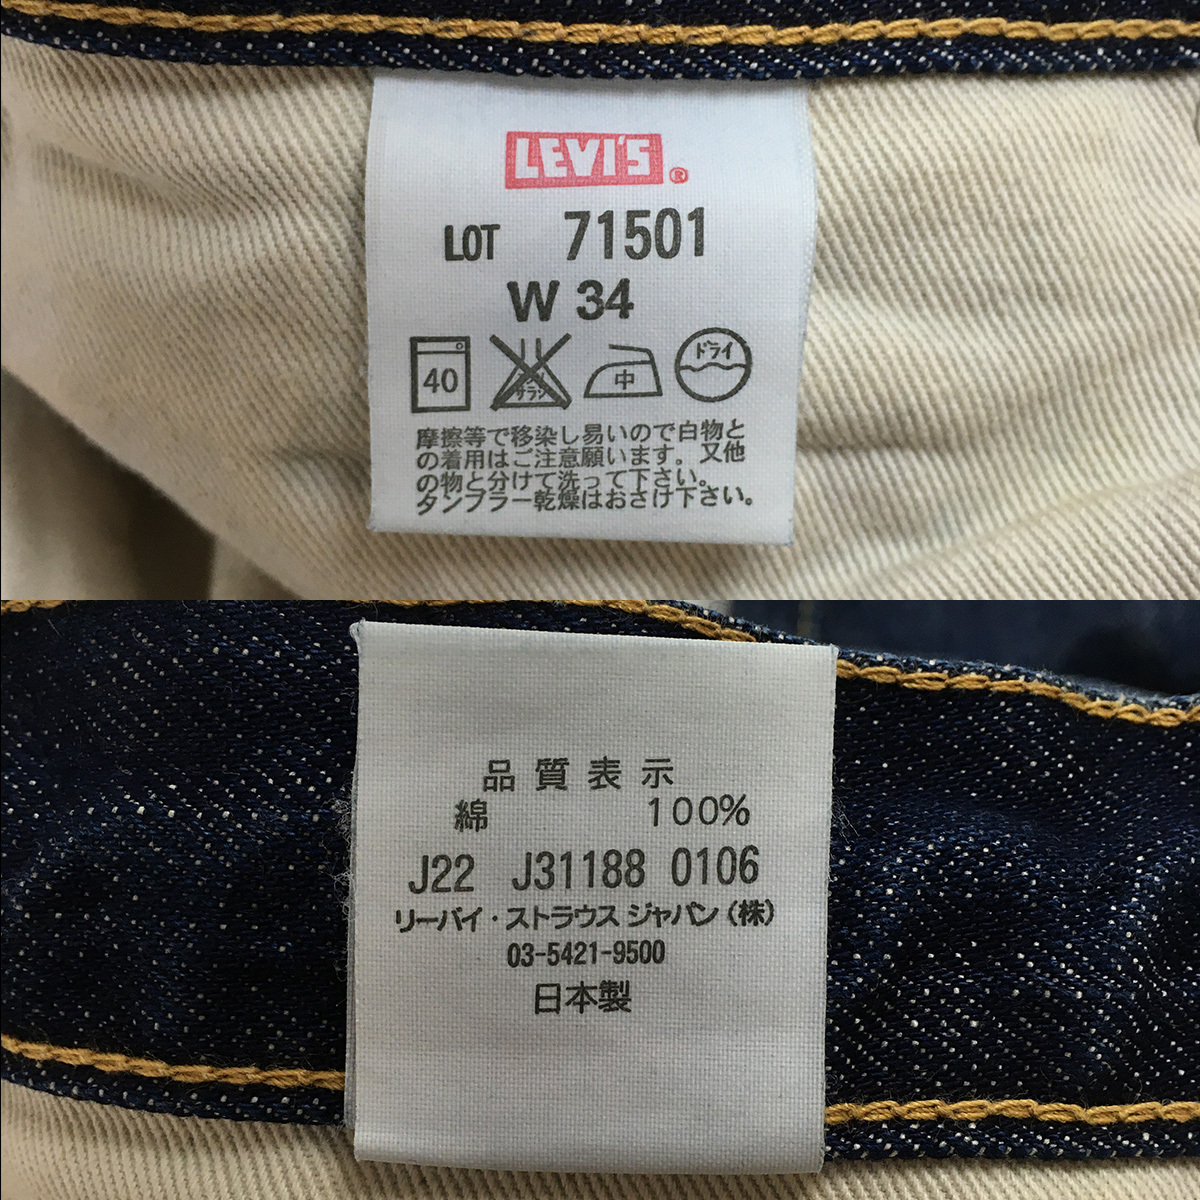 LEVI'S®
LOT 71501
W 34
40 中 ドライ
摩擦等で移染し易いので白物と
の着用はご注意願います。又他
の物と分けて洗って下さい。
タンブラー乾燥はおさけ下さい。
品質表示
綿 100%
J22 J31188 0106
リーバイ・ストラウス ジャパン(株)
03-5421-9500
日本製